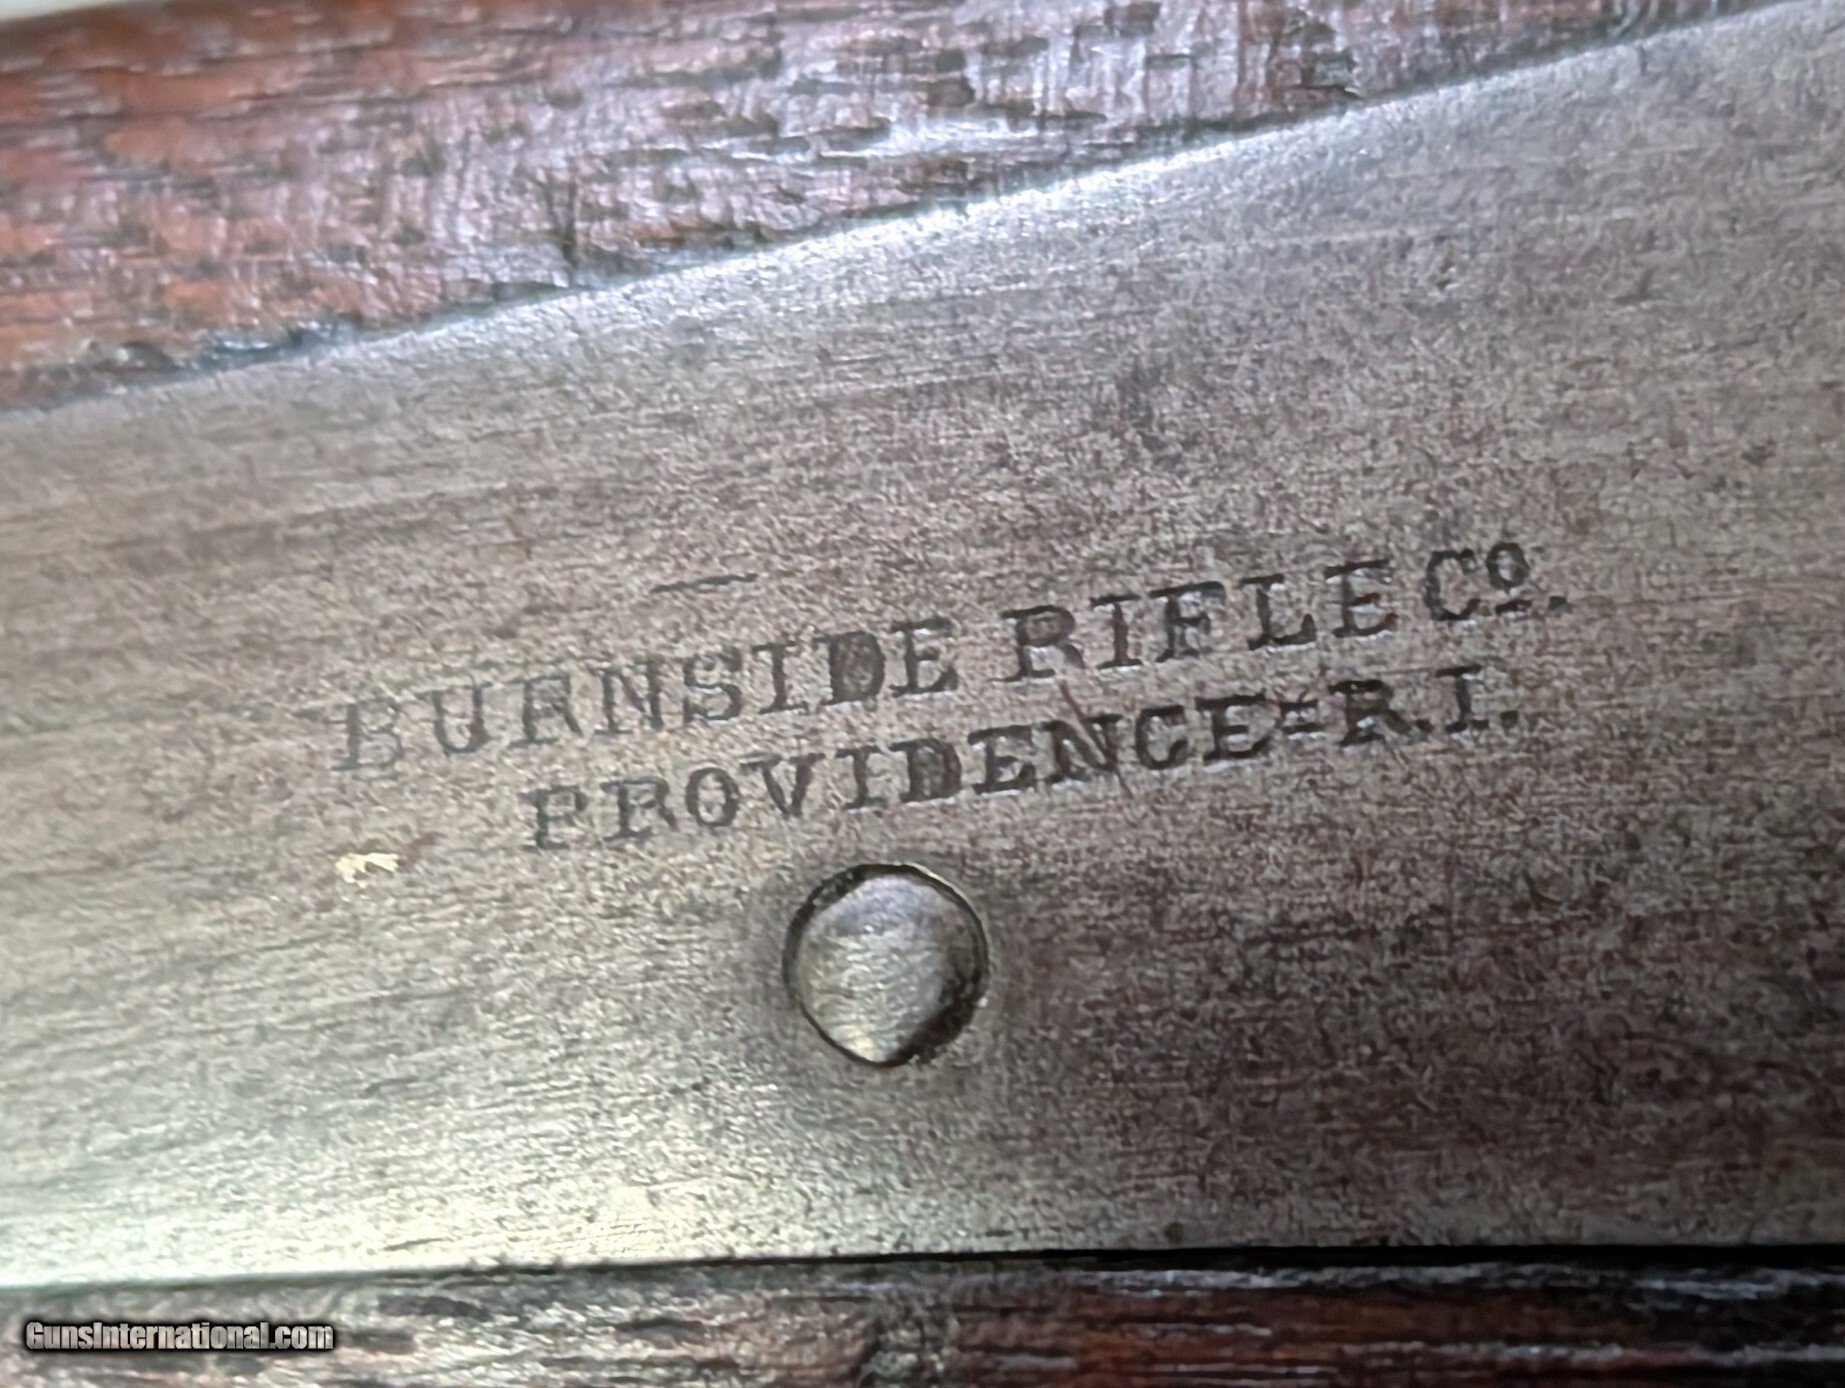 BURNSIDE RIFLE Co.
PROVIDENCE=R.I.
GunsInternational.com